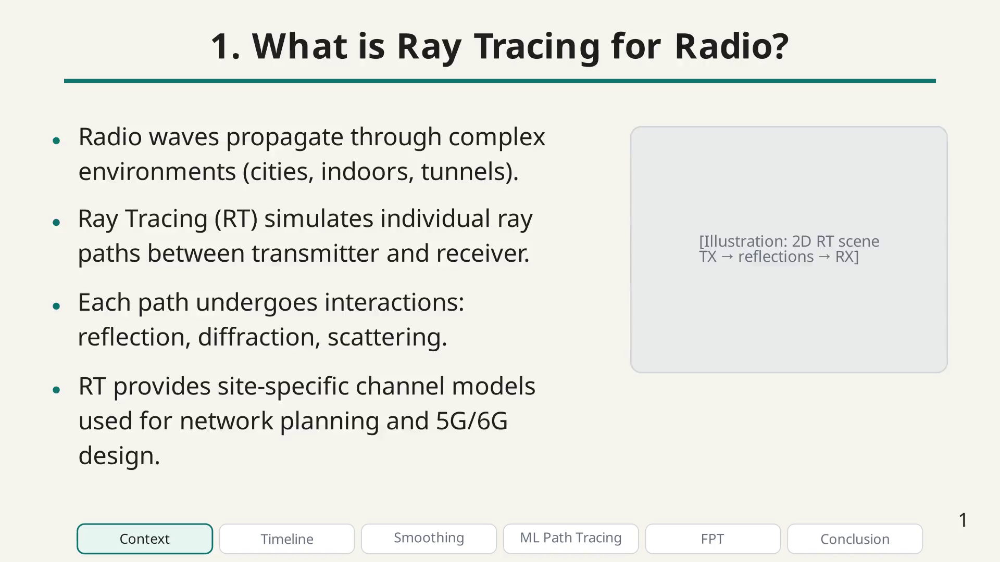 1. What is Ray Tracing for Radio?
• Radio waves propagate through complex
environments (cities, indoors, tunnels).
• Ray Tracing (RT) simulates individual ray
paths between transmitter and receiver.
• Each path undergoes interactions:
reflection, diffraction, scattering.
• RT provides site-specific channel models
used for network planning and 5G/6G
design.
[Illustration: 2D RT scene
TX → reflections → RX]
1
Context
Timeline
Smoothing
ML Path Tracing
FPT
Conclusion